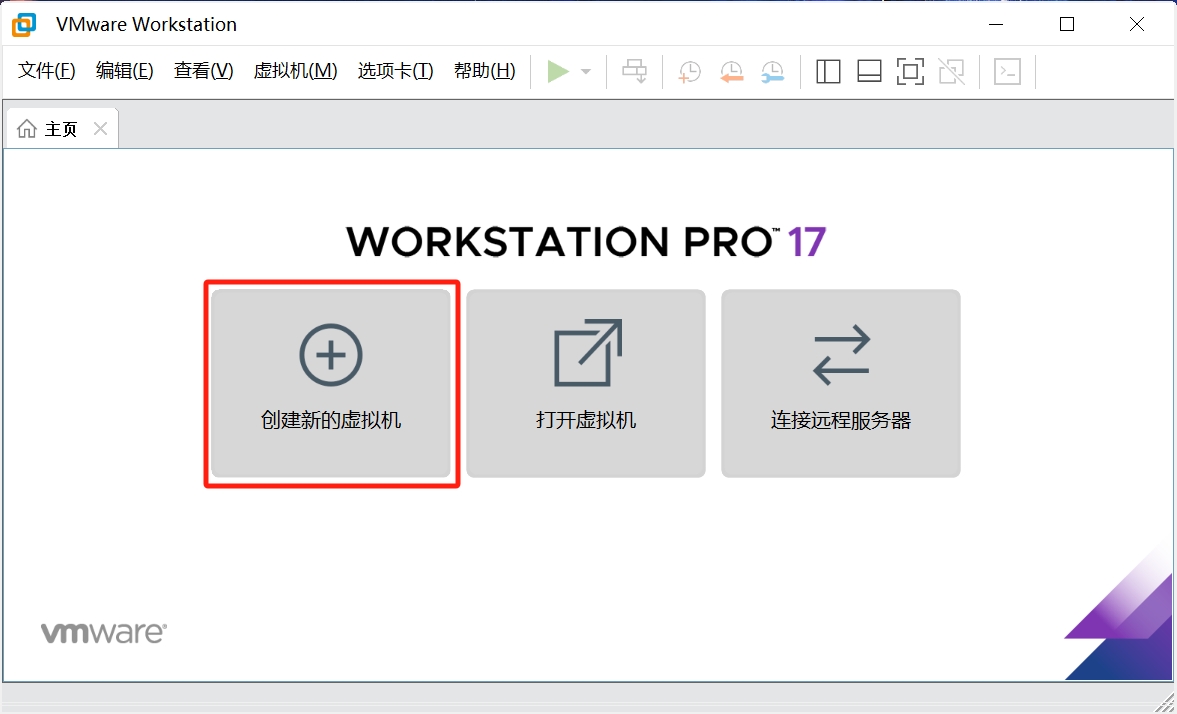 VMware Workstation
文件(F) 编辑(E) 查看(V) 虚拟机(M) 选项卡(T) 帮助(H)
主页
WORKSTATION PRO™ 17
创建新的虚拟机 打开虚拟机 连接远程服务器
vmware®